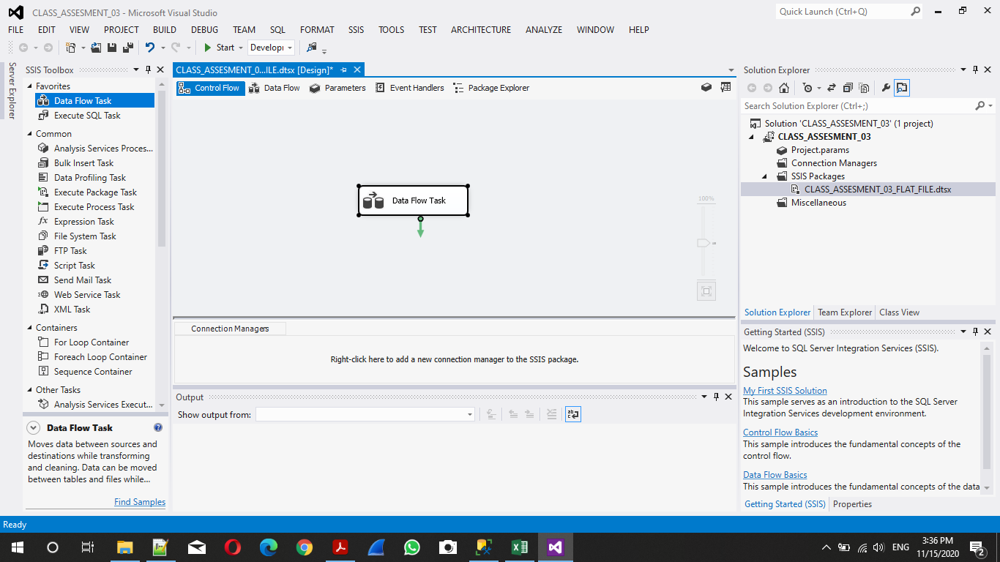 CLASS_ASSESMENT_03 - Microsoft Visual Studio
Quick Launch (Ctrl+Q)
FILE EDIT VIEW PROJECT BUILD DEBUG TEAM SQL FORMAT SSIS TOOLS TEST ARCHITECTURE ANALYZE WINDOW HELP
Start
Develop
Server Explorer
SSIS Toolbox
Favorites
Data Flow Task
Execute SQL Task
Common
Analysis Services Proces...
Bulk Insert Task
Data Profiling Task
Execute Package Task
Execute Process Task
Expression Task
File System Task
FTP Task
Script Task
Send Mail Task
Web Service Task
XML Task
Containers
For Loop Container
Foreach Loop Container
Sequence Container
Other Tasks
Analysis Services Execut...
Data Flow Task
Moves data between sources and
destinations while transforming
and cleaning. Data can be moved
between tables and files while...
Find Samples
CLASS_ASSESMENT_0...ILE.dtsx [Design]*
Control Flow Data Flow Parameters Event Handlers Package Explorer
Data Flow Task
100%
Connection Managers
Right-click here to add a new connection manager to the SSIS package.
Output
Show output from:
Solution Explorer
Search Solution Explorer (Ctrl+;)
Solution 'CLASS_ASSESMENT_03' (1 project)
CLASS_ASSESMENT_03
Project.params
Connection Managers
SSIS Packages
CLASS_ASSESMENT_03_FLAT_FILE.dtsx
Miscellaneous
Solution Explorer Team Explorer Class View
Getting Started (SSIS)
Welcome to SQL Server Integration Services (SSIS).
Samples
My First SSIS Solution
This sample serves as an introduction to the SQL Server
Integration Services development environment.
Control Flow Basics
This sample introduces the fundamental concepts of the
control flow.
Data Flow Basics
This sample introduces the fundamental concepts of the data
Getting Started (SSIS) Properties
Ready
ENG
3:36 PM
11/15/2020
2